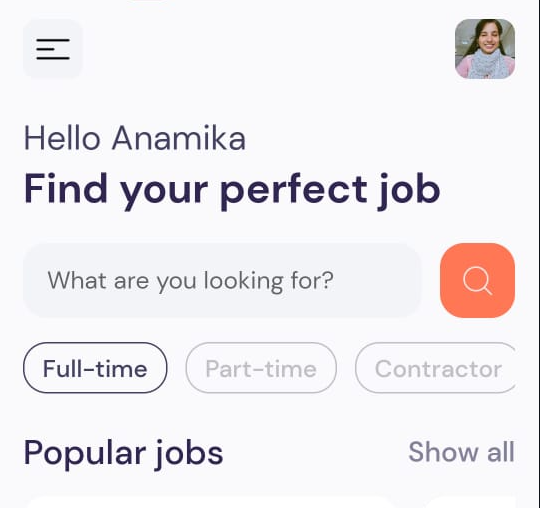 Hello Anamika
Find your perfect job
What are you looking for?
Full-time Part-time Contractor
Popular jobs Show all